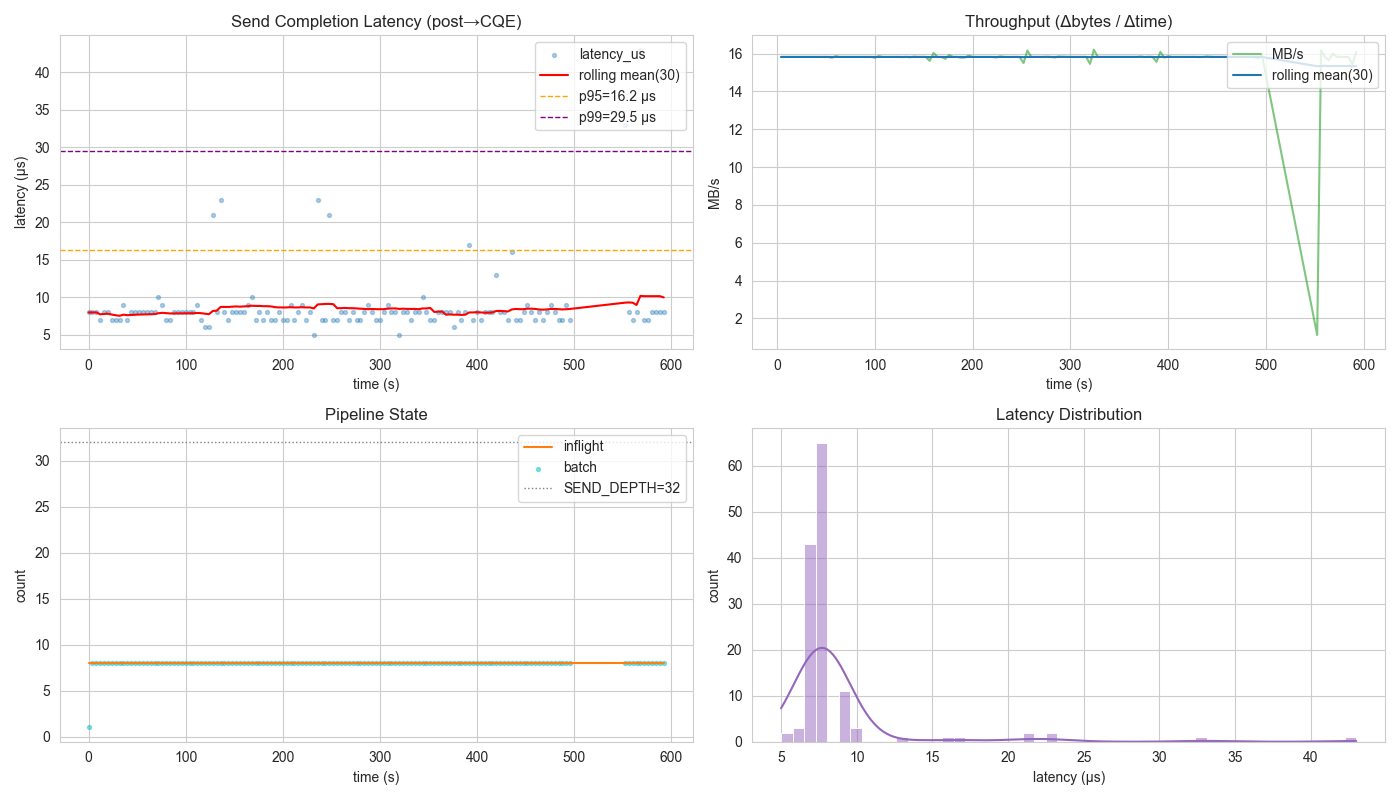 Send Completion Latency (post→CQE)
latency (µs)
40
35
30
25
20
15
10
5
latency_us
rolling mean(30)
p95=16.2 µs
p99=29.5 µs
0 100 200 300 400 500 600
time (s)
Throughput (Δbytes / Δtime)
MB/s
16
14
12
10
8
6
4
2
MB/s
rolling mean(30)
0 100 200 300 400 500 600
time (s)
Pipeline State
count
30
25
20
15
10
5
0
inflight
batch
SEND_DEPTH=32
0 100 200 300 400 500 600
time (s)
Latency Distribution
count
60
50
40
30
20
10
0
5 10 15 20 25 30 35 40
latency (µs)